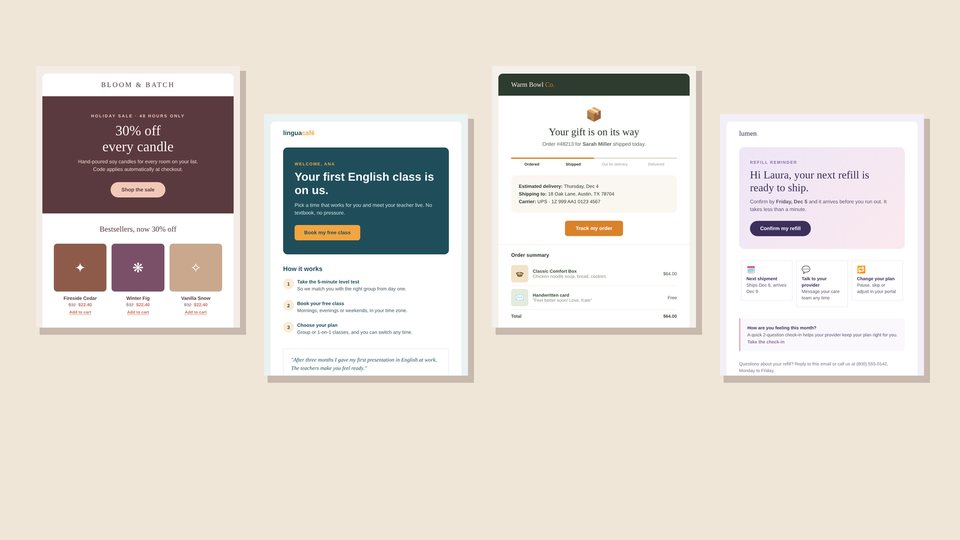 BLOOM & BATCH
HOLIDAY SALE · 48 HOURS ONLY
30% off
every candle
Hand-poured soy candles for every room on your list.
Code applies automatically at checkout.
Shop the sale
Bestsellers, now 30% off
Fireside Cedar
$32 $22.40
Add to cart
Winter Fig
$32 $22.40
Add to cart
Vanilla Snow
$32 $22.40
Add to cart
linguacafé
WELCOME, ANA
Your first English class is
on us.
Pick a time that works for you and meet your teacher live. No
textbook, no pressure.
Book my free class
How it works
1
Take the 5-minute level test
So we match you with the right group from day one.
2
Book your free class
Mornings, evenings or weekends, in your time zone.
3
Choose your plan
Group or 1-on-1 classes, and you can switch any time.
"After three months I gave my first presentation in English at work.
The teachers make you feel ready."
Warm Bowl Co.
Your gift is on its way
Order #48213 for Sarah Miller shipped today.
Ordered Shipped Out for delivery Delivered
Estimated delivery: Thursday, Dec 4
Shipping to: 18 Oak Lane, Austin, TX 78704
Carrier: UPS · 1Z 999 AA1 0123 4567
Track my order
Order summary
Classic Comfort Box $64.00
Chicken noodle soup, bread, cookies
Handwritten card Free
"Feel better soon! Love, Kate"
Total $64.00
lumen
REFILL REMINDER
Hi Laura, your next refill is
ready to ship.
Confirm by Friday, Dec 5 and it arrives before you run out. It
takes less than a minute.
Confirm my refill
Next shipment
Ships Dec 6, arrives
Dec 9
Talk to your
provider
Message your care
team any time
Change your plan
Pause, skip or
adjust in your portal
How are you feeling this month?
A quick 2-question check-in helps your provider keep your plan right for you.
Take the check-in
Questions about your refill? Reply to this email or call us at (800) 555-0142,
Monday to Friday.